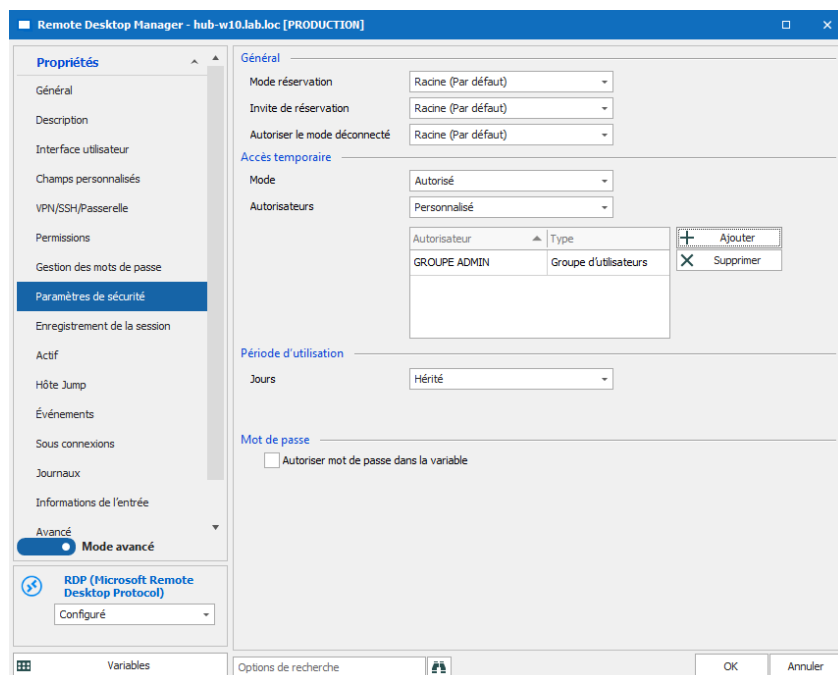 Remote Desktop Manager - hub-w10.lab.loc [PRODUCTION]
Propriétés
Général
Description
Interface utilisateur
Champs personnalisés
VPN/SSH/Passerelle
Permissions
Gestion des mots de passe
Paramètres de sécurité
Enregistrement de la session
Actif
Hôte Jump
Événements
Sous connexions
Journaux
Informations de l'entrée
Avancé
Mode avancé
RDP (Microsoft Remote
Desktop Protocol)
Configuré
Variables
Général
Mode réservation Racine (Par défaut)
Invite de réservation Racine (Par défaut)
Autoriser le mode déconnecté Racine (Par défaut)
Accès temporaire
Mode Autorisé
Autorisateurs Personnalisé
Autorisateur Type
GROUPE ADMIN Groupe d'utilisateurs
Ajouter
Supprimer
Période d'utilisation
Jours Hérité
Mot de passe
Autoriser mot de passe dans la variable
Options de recherche
OK Annuler